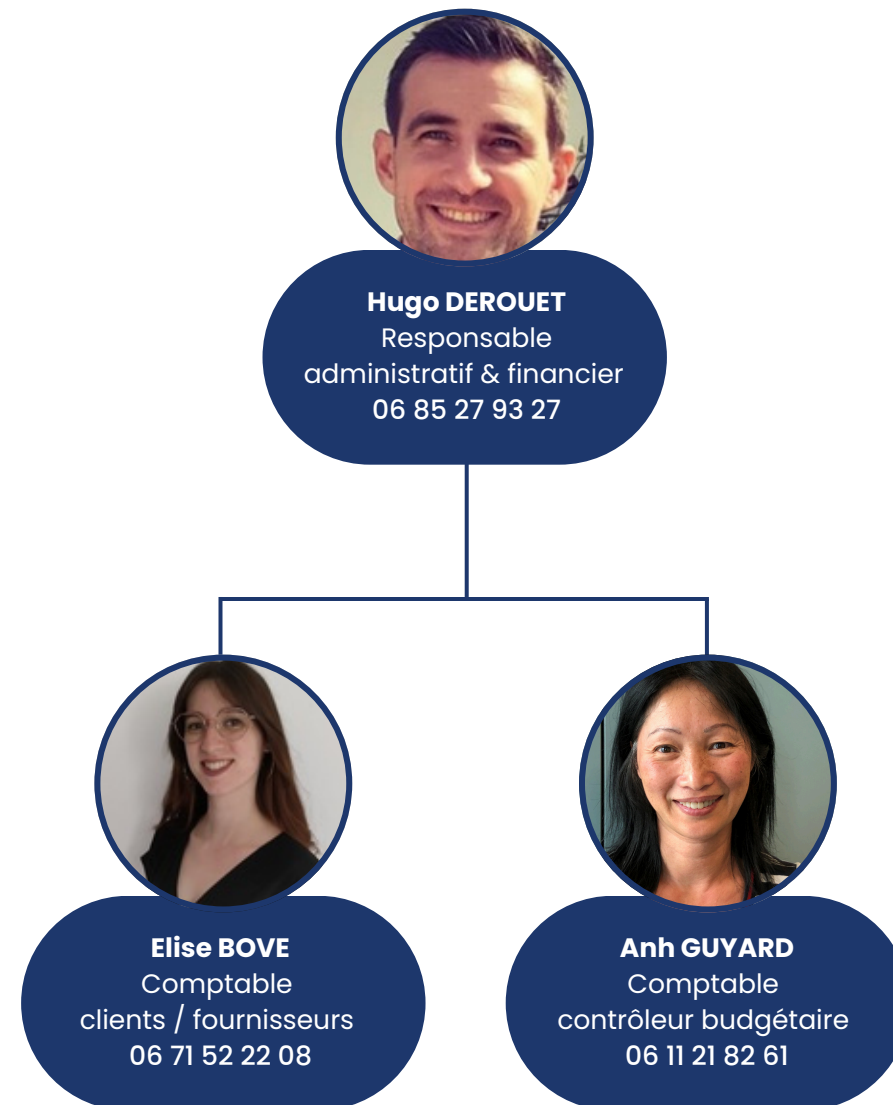 Hugo DEROUET
Responsable
administratif & financier
06 85 27 93 27
Elise BOVE
Comptable
clients / fournisseurs
06 71 52 22 08
Anh GUYARD
Comptable
contrôleur budgétaire
06 11 21 82 61